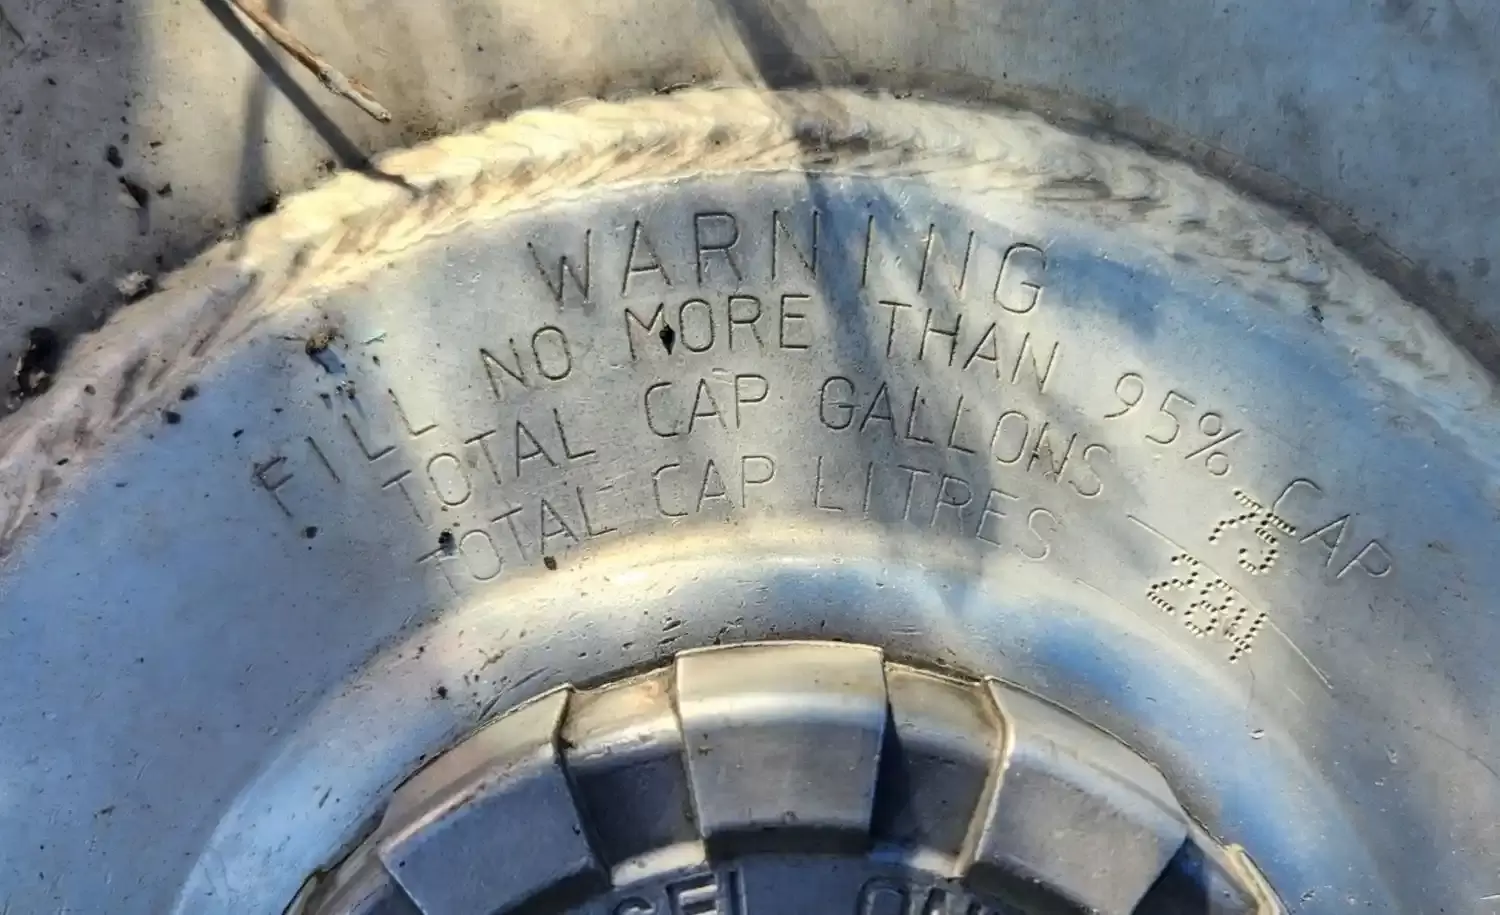 WARNING
FILL NO MORE THAN 95% CAP
TOTAL CAP GALLONS 75
TOTAL CAP LITRES 284